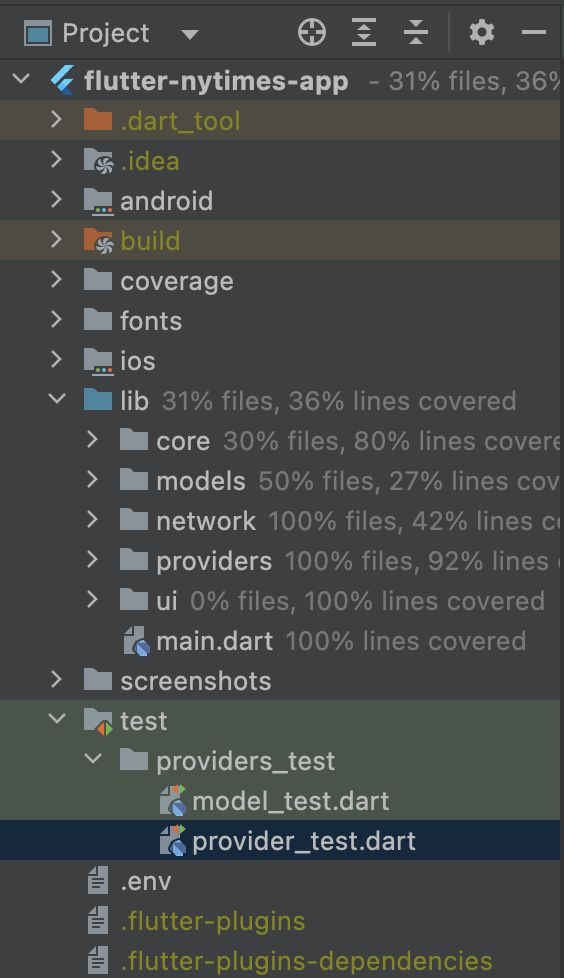 Project
flutter-nytimes-app - 31% files, 36%
.dart_tool
.idea
android
build
coverage
fonts
ios
lib 31% files, 36% lines covered
core 30% files, 80% lines covere
models 50% files, 27% lines cov
network 100% files, 42% lines c
providers 100% files, 92% lines
ui 0% files, 100% lines covered
main.dart 100% lines covered
screenshots
test
providers_test
model_test.dart
provider_test.dart
.env
.flutter-plugins
.flutter-plugins-dependencies